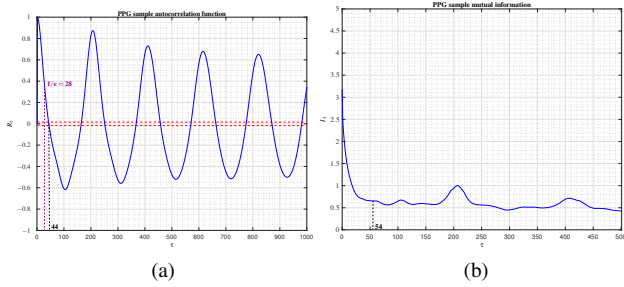 PPG sample autocorrelation function
1
0.8
0.6
0.4
0.2
0
-0.2
-0.4
-0.6
-0.8
-1
R_τ
1/e ≈ 28
44
0 100 200 300 400 500 600 700 800 900 1000
τ
(a)
PPG sample mutual information
5
4.5
4
3.5
3
2.5
2
1.5
1
0.5
0
I_τ
54
0 50 100 150 200 250 300 350 400 450 500
τ
(b)